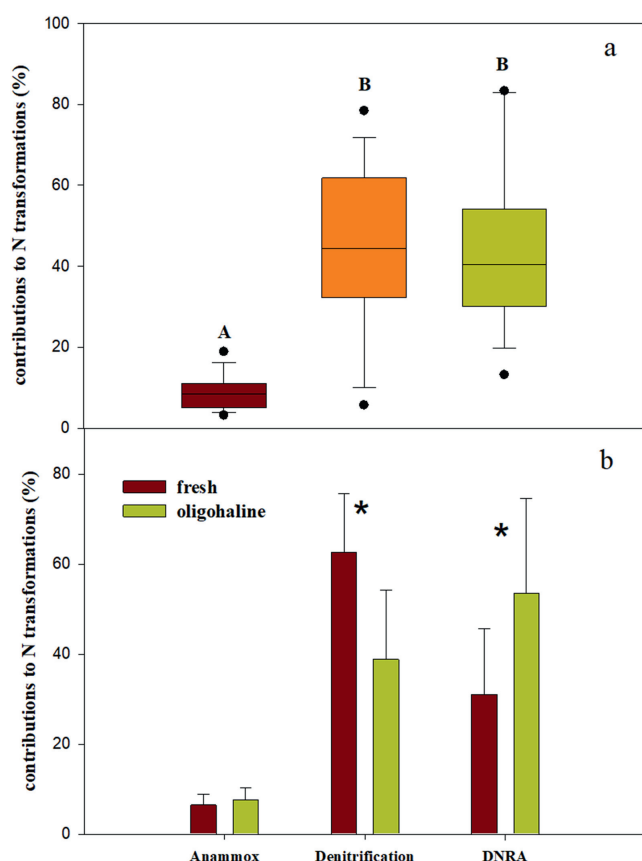 contributions to N transformations (%)
100
80
60
40
20
0
a
A
B
B
contributions to N transformations (%)
80
60
40
20
0
b
fresh
oligohaline
*
*
Anammox Denitrification DNRA